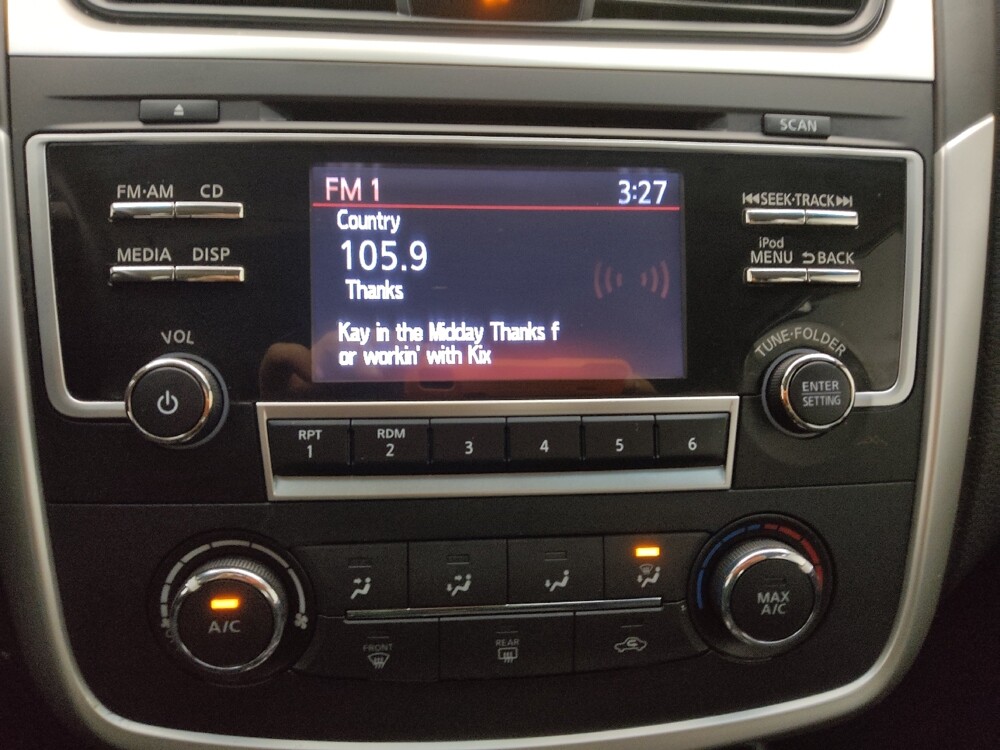 SCAN
FM·AM CD
FM 1 3:27
SEEK·TRACK
Country
105.9
Thanks
MEDIA DISP
iPod
MENU BACK
Kay in the Midday Thanks f
or workin' with Kix
VOL
TUNE·FOLDER
ENTER
SETTING
RPT
1
RDM
2
3
4
5
6
A/C
MAX
A/C
FRONT
REAR